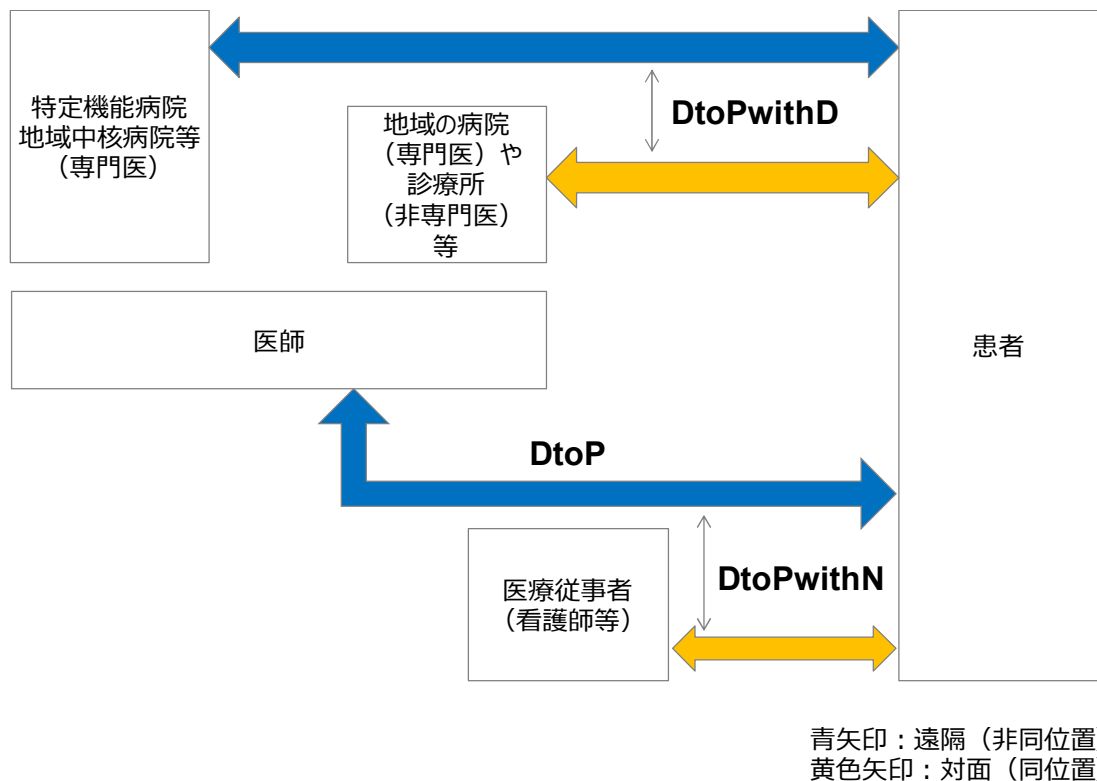 特定機能病院
地域中核病院等
（専門医）
地域の病院
（専門医）や
診療所
（非専門医）
等
DtoPwithD
医師
患者
DtoP
医療従事者
（看護師等）
DtoPwithN
青矢印：遠隔（非同位置）
黄色矢印：対面（同位置